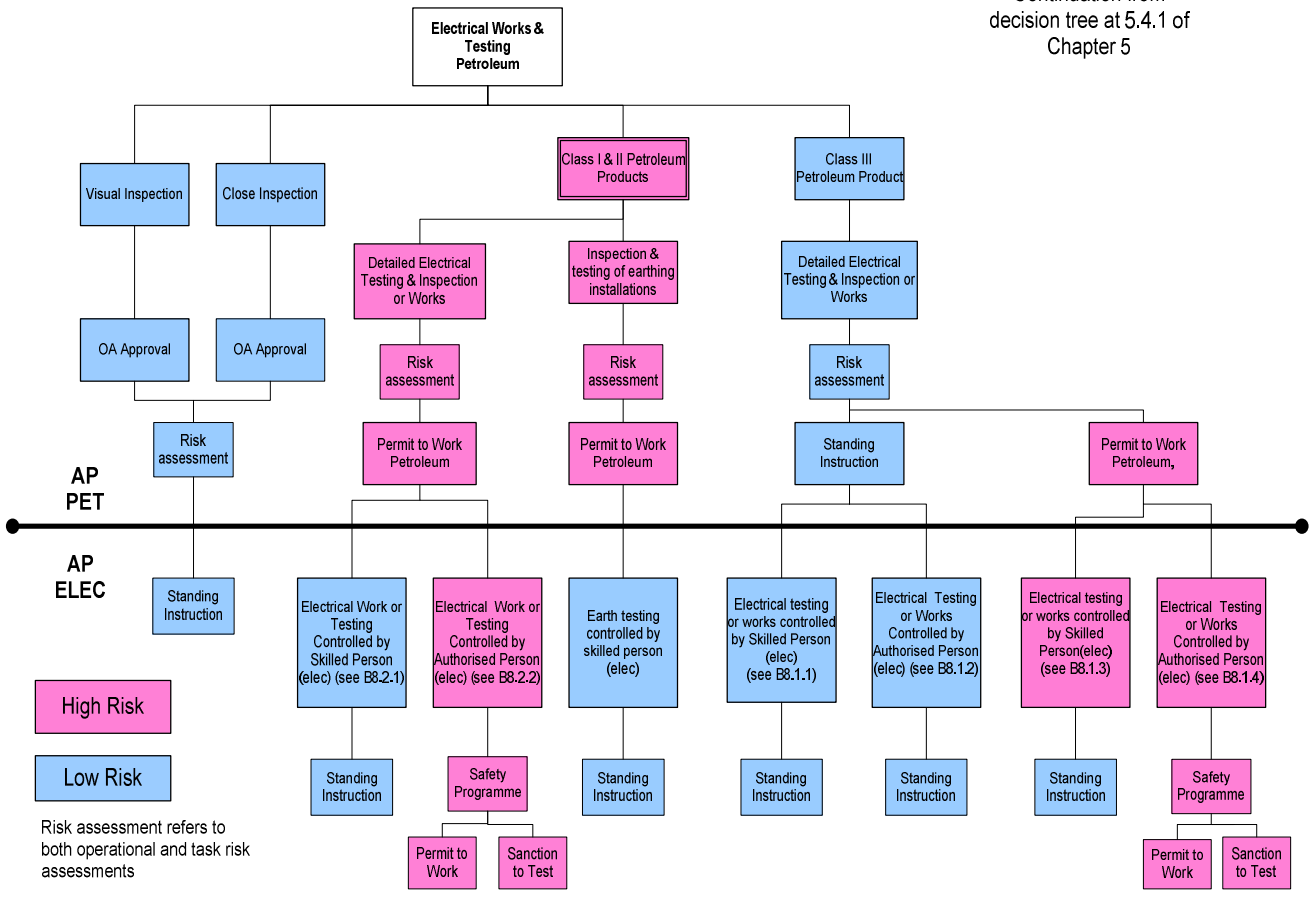 Continuation from
decision tree at 5.4.1 of
Chapter 5
Electrical Works &
Testing
Petroleum
Visual Inspection
Close Inspection
Class I & II Petroleum
Products
Class III
Petroleum Product
Detailed Electrical
Testing & Inspection
or Works
Inspection &
testing of earthing
installations
Detailed Electrical
Testing & Inspection or
Works
OA Approval
OA Approval
Risk
assessment
Risk
assessment
Risk
assessment
Risk
assessment
Permit to Work
Petroleum
Permit to Work
Petroleum
Standing
Instruction
Permit to Work
Petroleum,
AP
PET
AP
ELEC
Standing
Instruction
Electrical Work or
Testing
Controlled by
Skilled Person
(elec) (see B8.2.1)
Electrical Work or
Testing
Controlled by
Authorised Person
(elec) (see B8.2.2)
Earth testing
controlled by
skilled person
(elec)
Electrical testing
or works controlled
by Skilled Person
(elec)
(see B8.1.1)
Electrical Testing
or Works
Controlled by
Authorised Person
(elec) (see B8.1.2)
Electrical testing
or works controlled
by Skilled
Person(elec)
(see B8.1.3)
Electrical Testing
or Works
Controlled by
Authorised Person
(elec) (see B8.1.4)
High Risk
Low Risk
Risk assessment refers to
both operational and task risk
assessments
Standing
Instruction
Safety
Programme
Standing
Instruction
Standing
Instruction
Standing
Instruction
Standing
Instruction
Safety
Programme
Permit to
Work
Sanction
to Test
Permit to
Work
Sanction
to Test